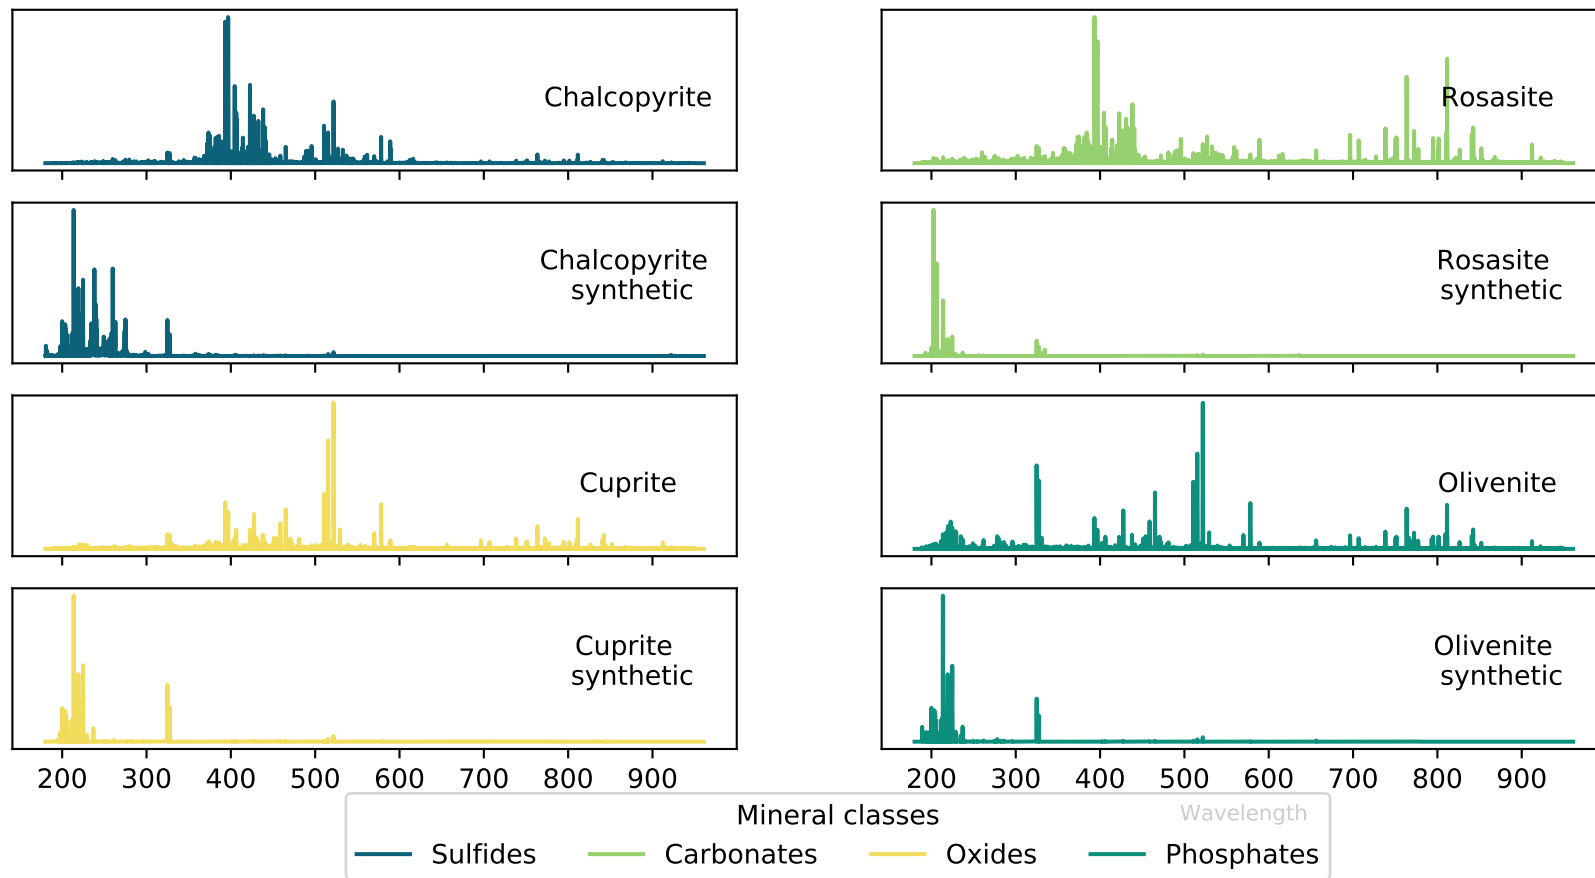 Chalcopyrite
Rosasite
Chalcopyrite
synthetic
Rosasite
synthetic
Cuprite
Olivenite
Cuprite
synthetic
Olivenite
synthetic
200 300 400 500 600 700 800 900
200 300 400 500 600 700 800 900
Mineral classes
Wavelength
Sulfides Carbonates Oxides Phosphates